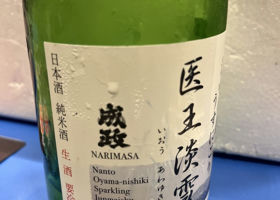 医王淡雪
いおう あわゆき
日本酒 純米酒
生酒
成政
NARIMASA
Nanto
Oyama-nishiki
Sparkling